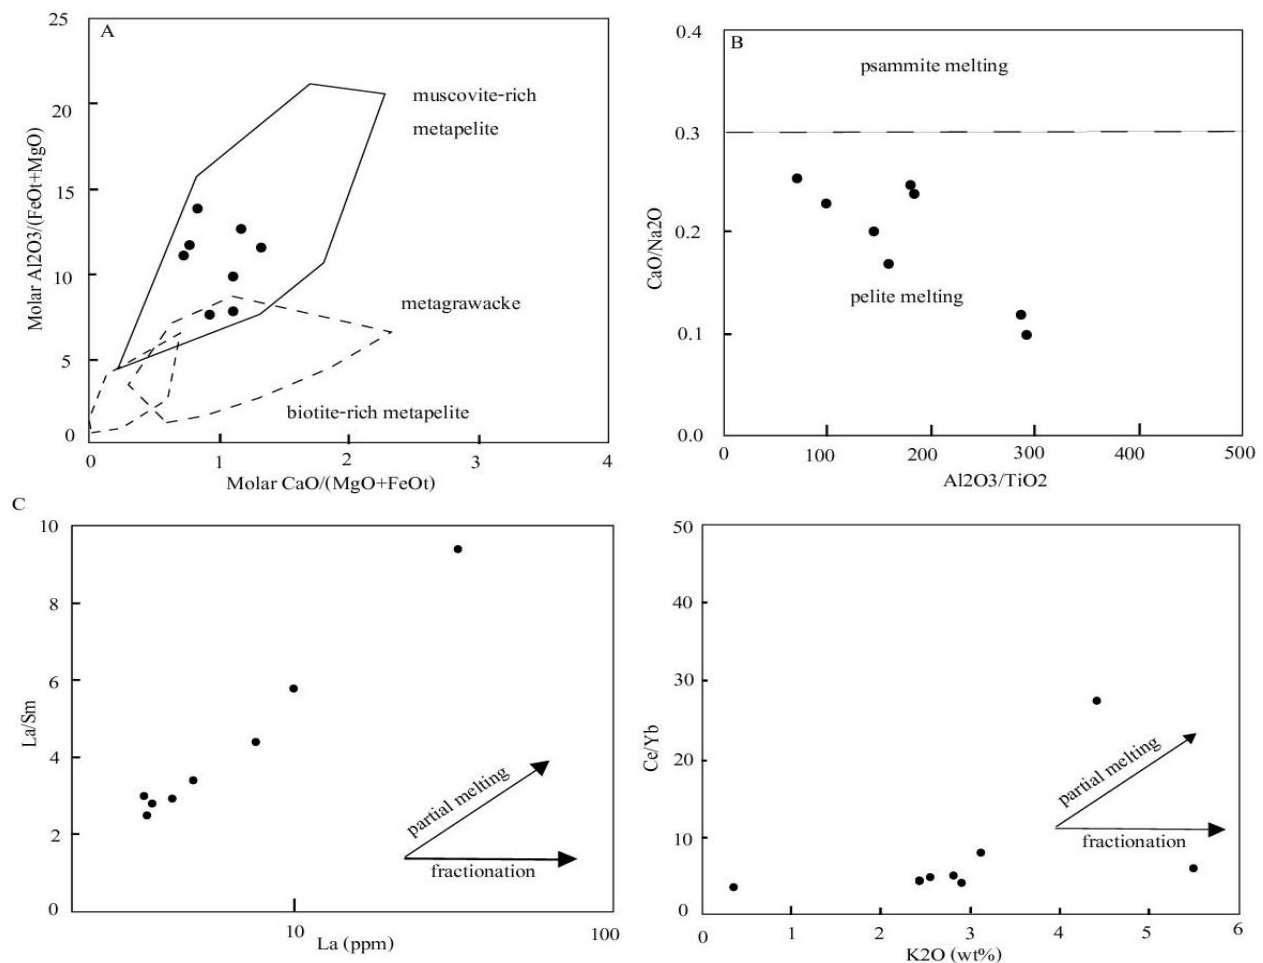 A
25
20
15
10
5
0
Molar Al2O3/(FeOt+MgO)
muscovite-rich
metapelite
metagrawacke
biotite-rich metapelite
0 1 2 3 4
Molar CaO/(MgO+FeOt)
B
0.4
0.3
0.2
0.1
0.0
CaO/Na2O
psammite melting
pelite melting
0 100 200 300 400 500
Al2O3/TiO2
C
10
8
6
4
2
0
La/Sm
partial melting
fractionation
10 100
La (ppm)
50
40
30
20
10
0
Ce/Yb
partial melting
fractionation
0 1 2 3 4 5 6
K2O (wt%)